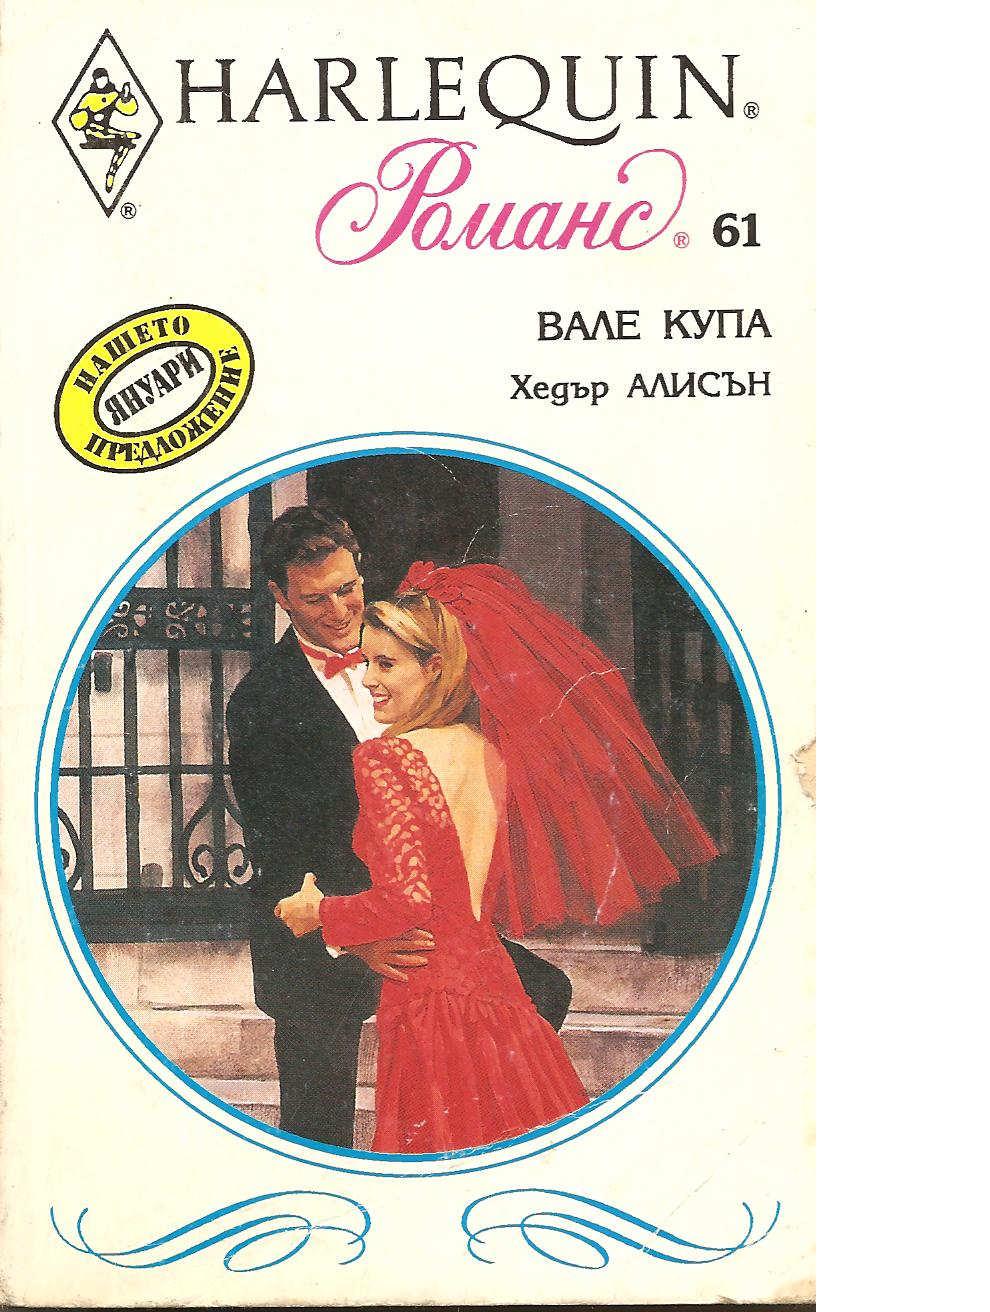 HARLEQUIN®
Романс® 61
ВАЛЕ КУПА
Хедър АЛИСЪН
НАШЕТО
ЯНУАРИ
ПРЕДЛОЖЕНИЕ
®